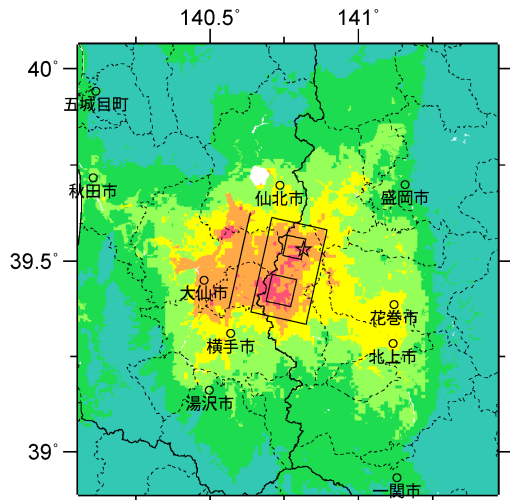 140.5°
141°
40°
五城目町
秋田市
仙北市
盛岡市
39.5°
大仙市
花巻市
横手市
北上市
湯沢市
39°
一関市